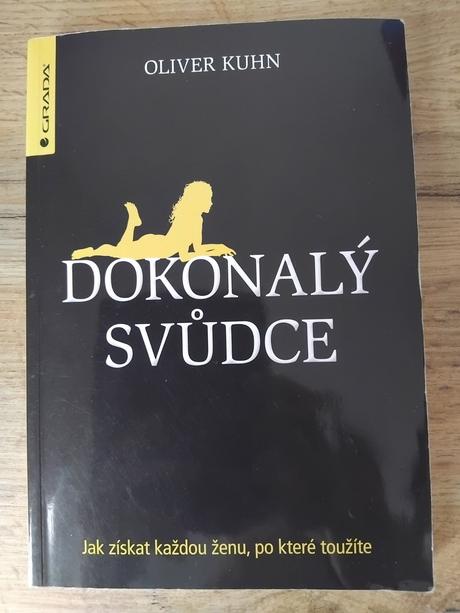 GRADA
OLIVER KUHN
DOKONALÝ
SVŮDCE
Jak získat každou ženu, po které toužíte